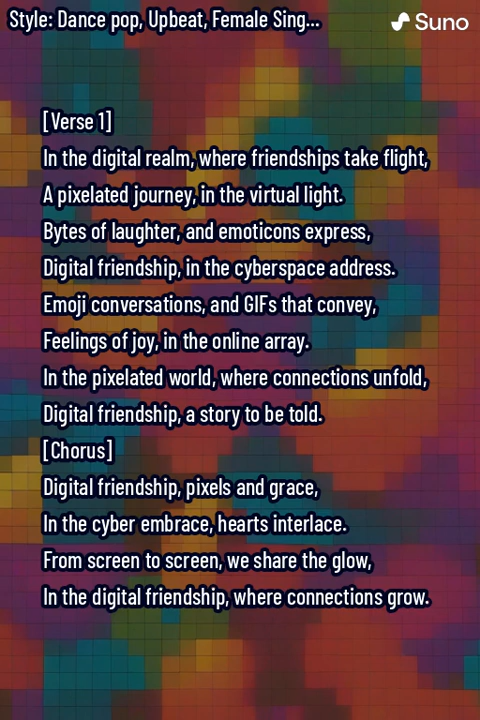 Style: Dance pop, Upbeat, Female Sing...
Suno
[Verse 1]
In the digital realm, where friendships take flight,
A pixelated journey, in the virtual light.
Bytes of laughter, and emoticons express,
Digital friendship, in the cyberspace address.
Emoji conversations, and GIFs that convey,
Feelings of joy, in the online array.
In the pixelated world, where connections unfold,
Digital friendship, a story to be told.
[Chorus]
Digital friendship, pixels and grace,
In the cyber embrace, hearts interlace.
From screen to screen, we share the glow,
In the digital friendship, where connections grow.